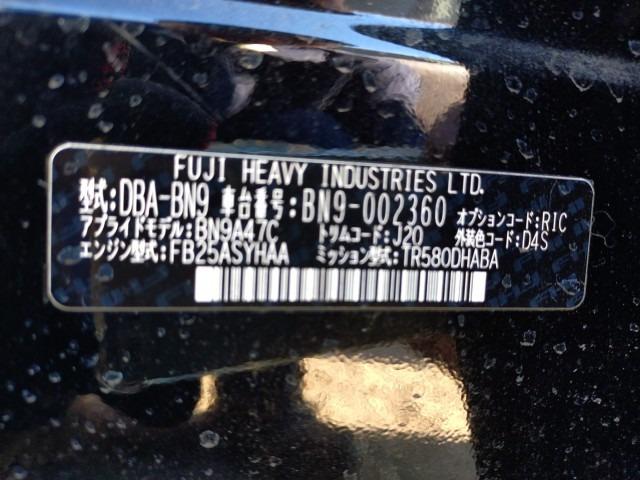 FUJI HEAVY INDUSTRIES LTD.
型式:DBA-BN9 車台番号:BN9-002360 オプションコード:RIC
アプライドモデル:BN9A47C トリムコード:J20 外装色コード:D4S
エンジン型式:FB25ASYHAA ミッション型式:TR580DHABA